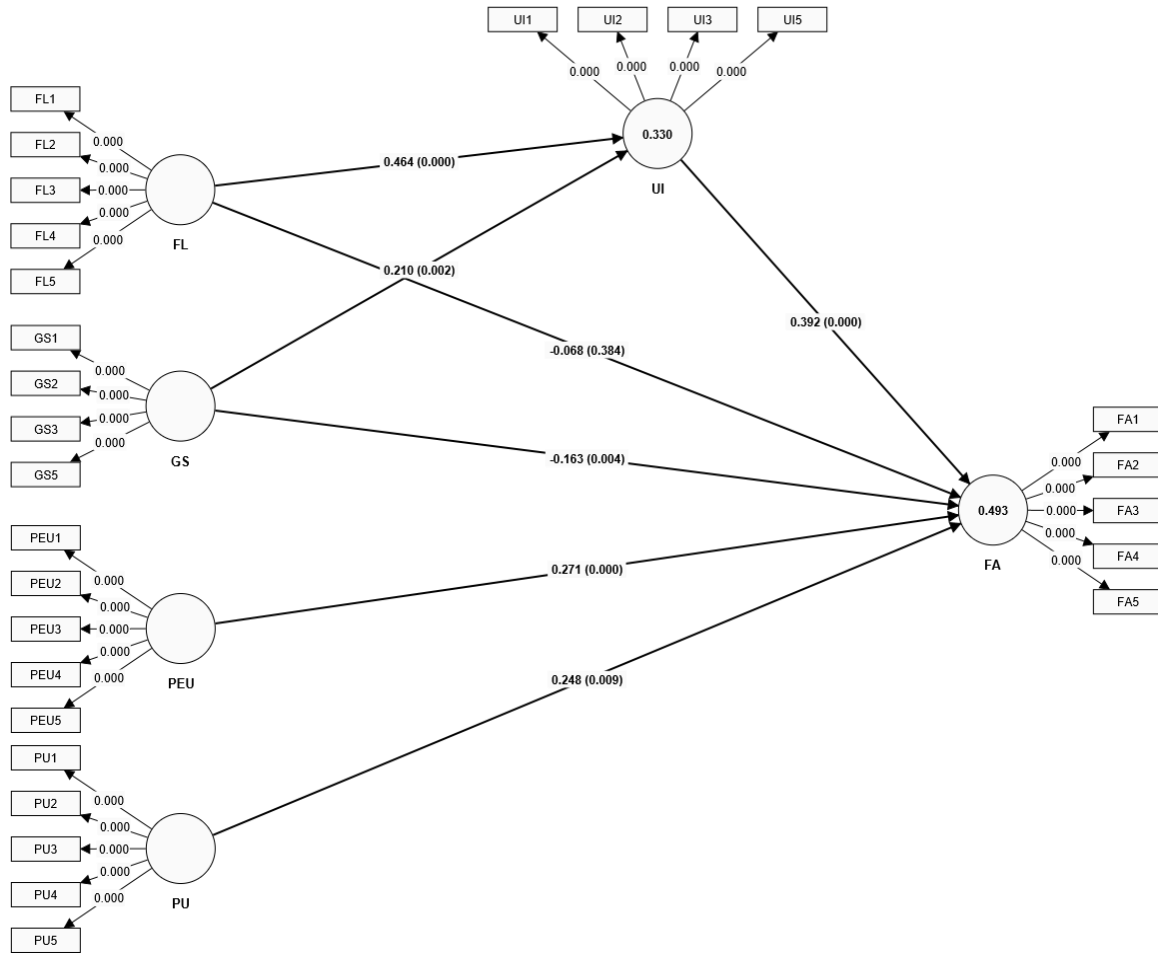 UI1 UI2 UI3 UI5
0.000 0.000 0.000 0.000
0.330
UI
FL1
FL2
FL3
FL4
FL5
0.000
0.000
0.000
0.000
0.000
FL
0.464 (0.000)
0.210 (0.002)
-0.068 (0.384)
0.392 (0.000)
GS1
GS2
GS3
GS5
0.000
0.000
0.000
0.000
GS
-0.163 (0.004)
PEU1
PEU2
PEU3
PEU4
PEU5
0.000
0.000
0.000
0.000
0.000
PEU
0.271 (0.000)
PU1
PU2
PU3
PU4
PU5
0.000
0.000
0.000
0.000
0.000
PU
0.248 (0.009)
0.493
FA
0.000
0.000
0.000
0.000
0.000
FA1
FA2
FA3
FA4
FA5